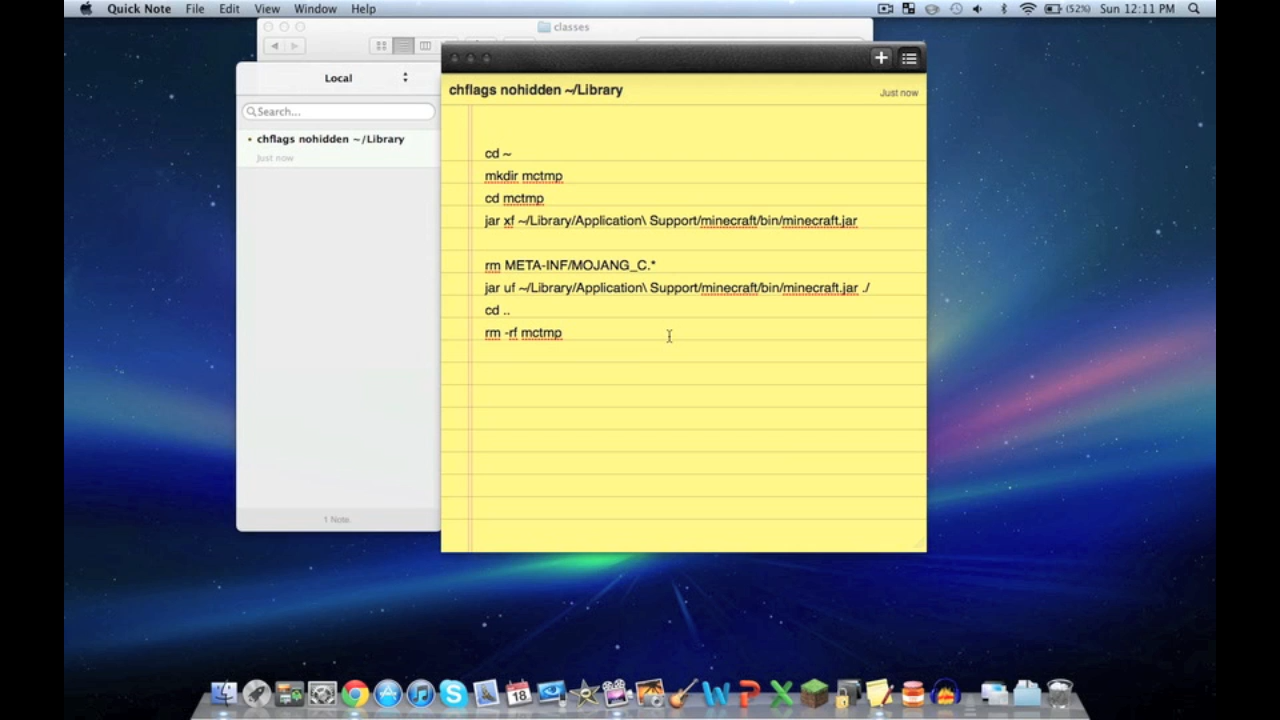 Quick Note File Edit View Window Help (52%) Sun 12:11 PM
classes
Local
Search...
chflags nohidden ~/Library
Just now
1 Note
chflags nohidden ~/Library
Just now
cd ~
mkdir mctmp
cd mctmp
jar xf ~/Library/Application\ Support/minecraft/bin/minecraft.jar
rm META-INF/MOJANG_C.*
jar uf ~/Library/Application\ Support/minecraft/bin/minecraft.jar ./
cd ..
rm -rf mctmp
18